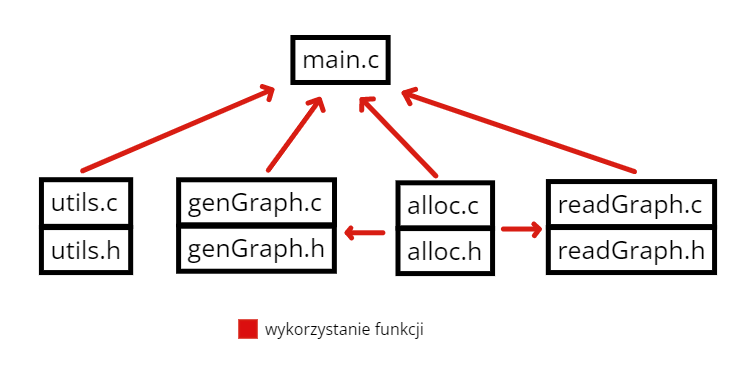 main.c
utils.c
utils.h
genGraph.c
genGraph.h
alloc.c
alloc.h
readGraph.c
readGraph.h
wykorzystanie funkcji